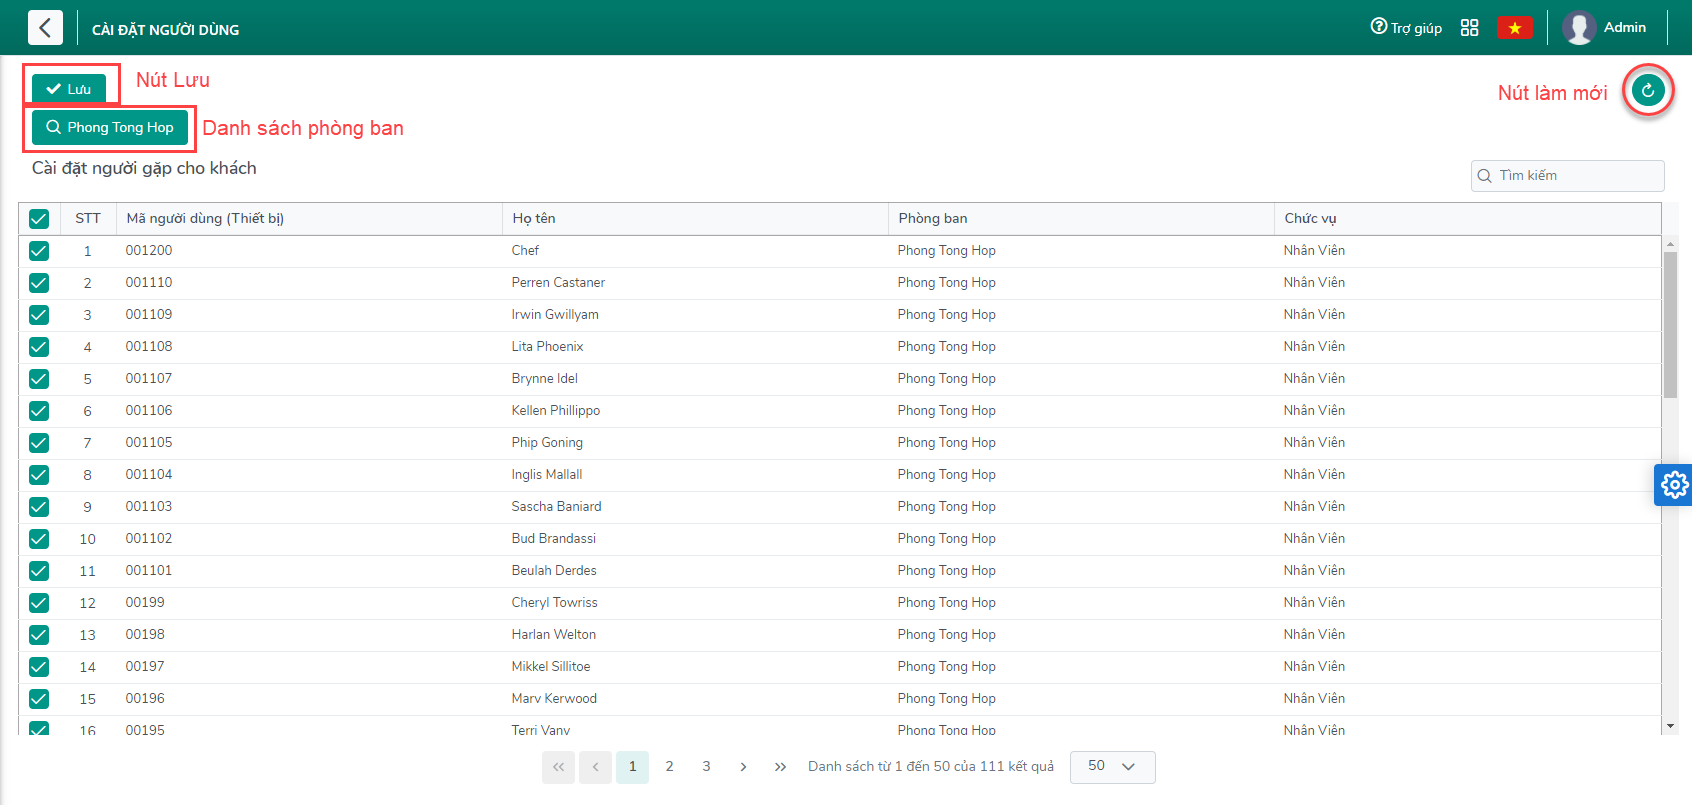 CÀI ĐẶT NGƯỜI DÙNG
Trợ giúp
Admin
Lưu
Nút Lưu
Nút làm mới
Phong Tong Hop
Danh sách phòng ban
Cài đặt người gặp cho khách
Tìm kiếm
STT Mã người dùng (Thiết bị) Họ tên Phòng ban Chức vụ
1 001200 Chef Phong Tong Hop Nhân Viên
2 001110 Perren Castaner Phong Tong Hop Nhân Viên
3 001109 Irwin Gwillyam Phong Tong Hop Nhân Viên
4 001108 Lita Phoenix Phong Tong Hop Nhân Viên
5 001107 Brynne Idel Phong Tong Hop Nhân Viên
6 001106 Kellen Phillippo Phong Tong Hop Nhân Viên
7 001105 Phip Goning Phong Tong Hop Nhân Viên
8 001104 Inglis Mallall Phong Tong Hop Nhân Viên
9 001103 Sascha Baniard Phong Tong Hop Nhân Viên
10 001102 Bud Brandassi Phong Tong Hop Nhân Viên
11 001101 Beulah Derdes Phong Tong Hop Nhân Viên
12 00199 Cheryl Towriss Phong Tong Hop Nhân Viên
13 00198 Harlan Welton Phong Tong Hop Nhân Viên
14 00197 Mikkel Sillitoe Phong Tong Hop Nhân Viên
15 00196 Marv Kerwood Phong Tong Hop Nhân Viên
16 00195 Terri Vany Phong Tong Hop Nhân Viên
1 2 3 Danh sách từ 1 đến 50 của 111 kết quả 50